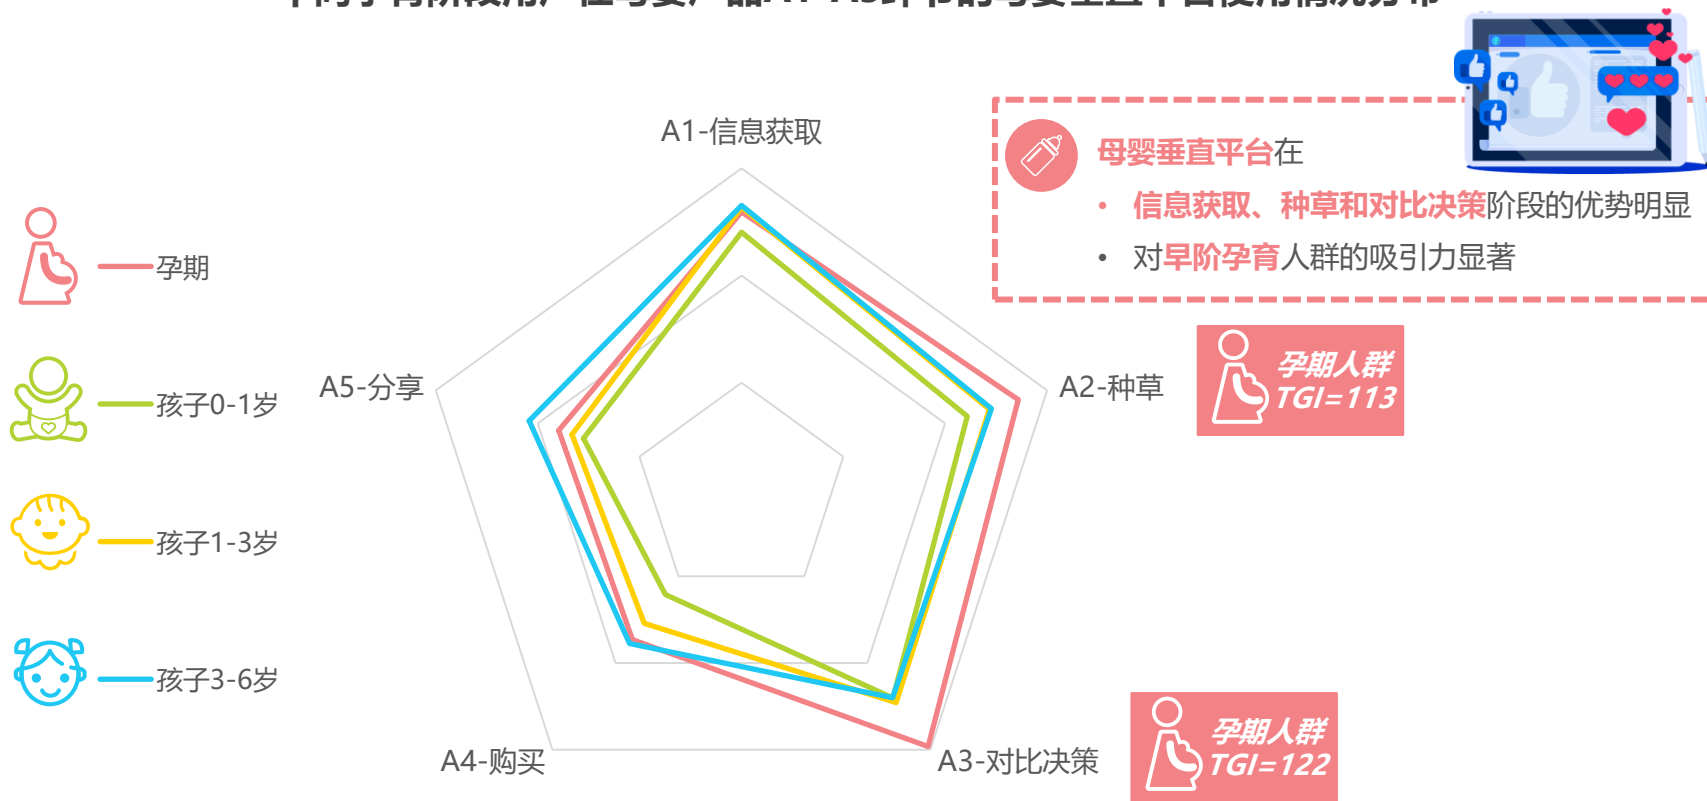 A1-信息获取
母婴垂直平台在
• 信息获取、种草和对比决策阶段的优势明显
• 对早阶孕育人群的吸引力显著
孕期
孩子0-1岁
孩子1-3岁
孩子3-6岁
A5-分享
A2-种草
孕期人群
TGI=113
A4-购买
A3-对比决策
孕期人群
TGI=122